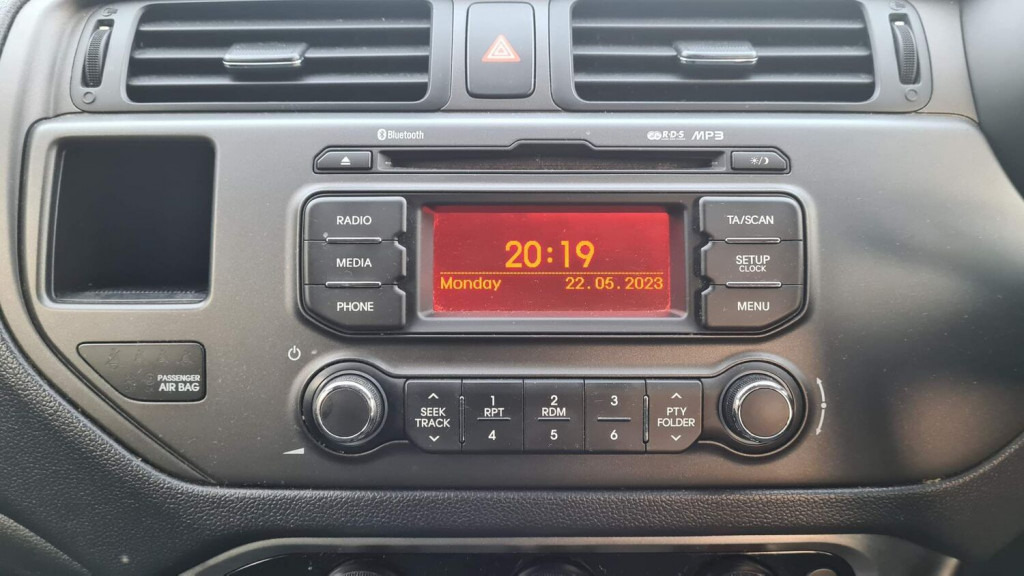 Bluetooth
R·D·S MP3
RADIO
TA/SCAN
20:19
MEDIA
SETUP
CLOCK
Monday 22.05.2023
PHONE
MENU
PASSENGER
AIR BAG
SEEK
TRACK
1
RPT
4
2
RDM
5
3
6
PTY
FOLDER